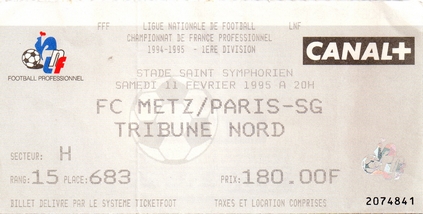 FFF LIGUE NATIONALE DE FOOTBALL LNF
CHAMPIONNAT DE FRANCE PROFESSIONNEL
1994-1995 - 1ERE DIVISION
CANAL+
FOOTBALL PROFESSIONNEL
STADE SAINT SYMPHORIEN
SAMEDI 11 FEVRIER 1995 A 20H
FC METZ/PARIS-SG
TRIBUNE NORD
SECTEUR: H
RANG: 15 PLACE: 683 PRIX: 180.00F
BILLET DELIVRE PAR LE SYSTEME TICKETFOOT TAXES ET LOCATION COMPRISES
2074841